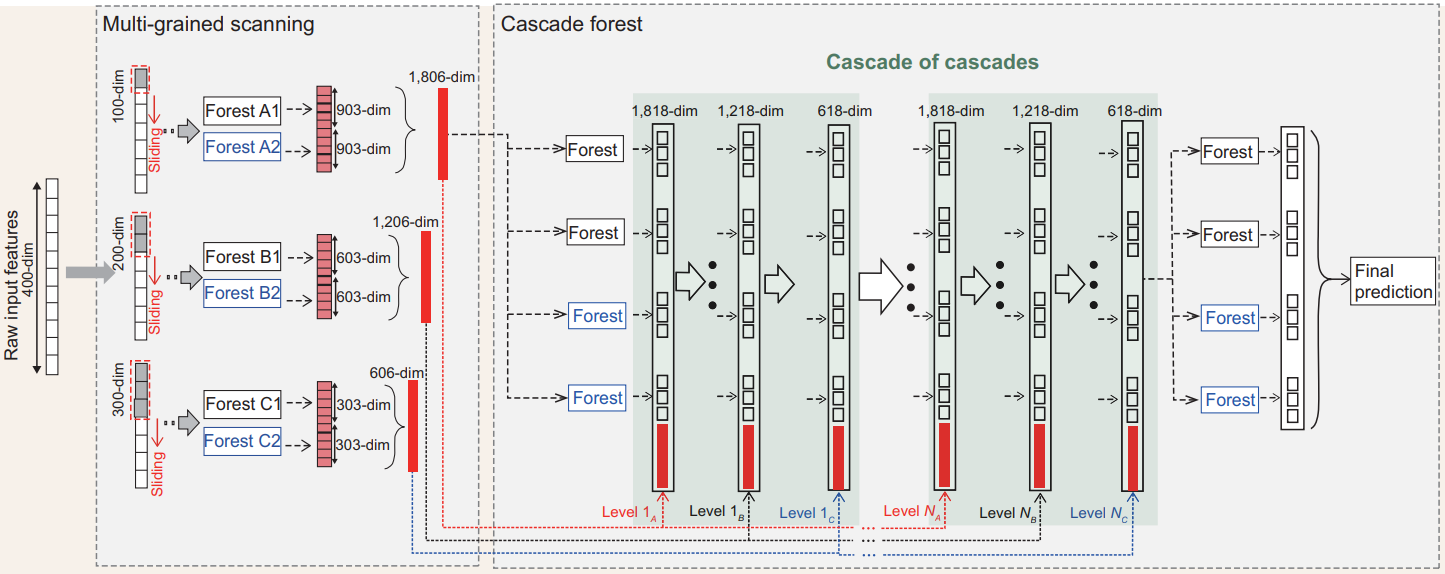 Multi-grained scanning
Cascade forest
Cascade of cascades
Raw input features
400-dim
100-dim
Sliding
Forest A1
Forest A2
903-dim
903-dim
1,806-dim
200-dim
Sliding
Forest B1
Forest B2
603-dim
603-dim
1,206-dim
300-dim
Sliding
Forest C1
Forest C2
303-dim
303-dim
606-dim
Forest
Forest
Forest
Forest
1,818-dim
1,218-dim
618-dim
1,818-dim
1,218-dim
618-dim
Level 1A
Level 1B
Level 1C
...
Level NA
Level NB
Level NC
...
...
Forest
Forest
Forest
Forest
Final
prediction